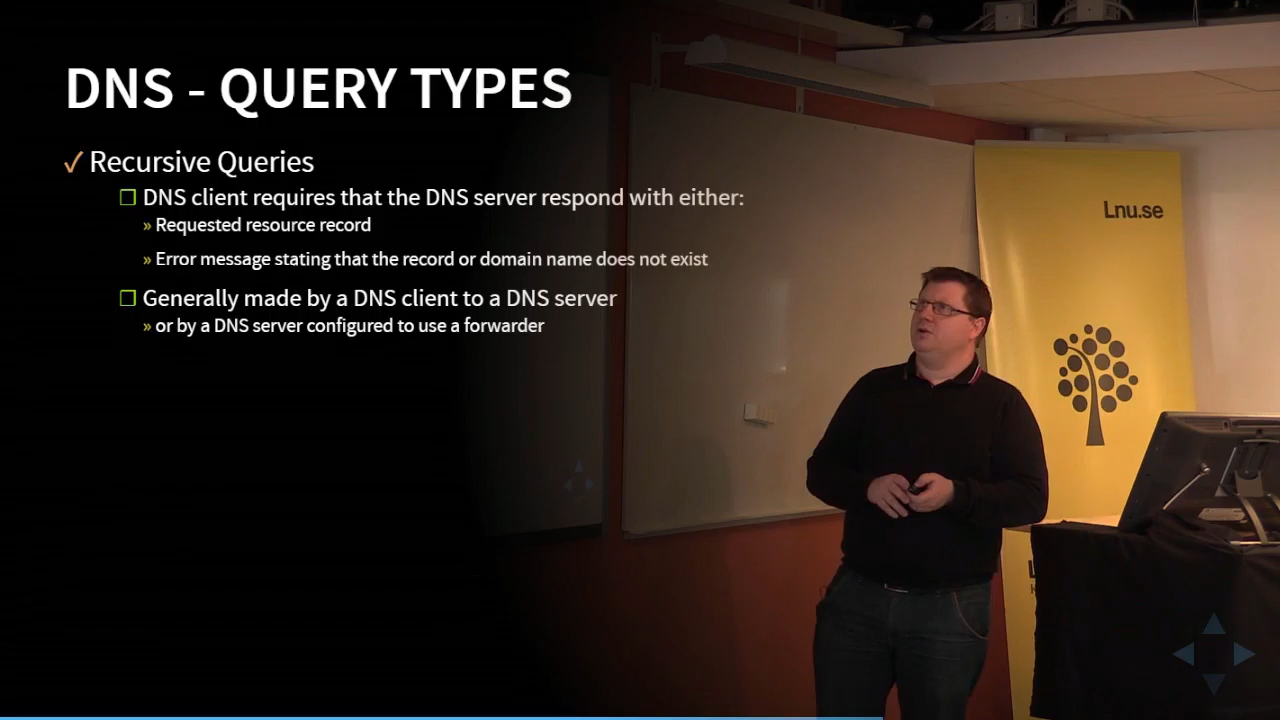 DNS - QUERY TYPES
✓ Recursive Queries
❐ DNS client requires that the DNS server respond with either:
» Requested resource record
» Error message stating that the record or domain name does not exist
❐ Generally made by a DNS client to a DNS server
» or by a DNS server configured to use a forwarder
Lnu.se